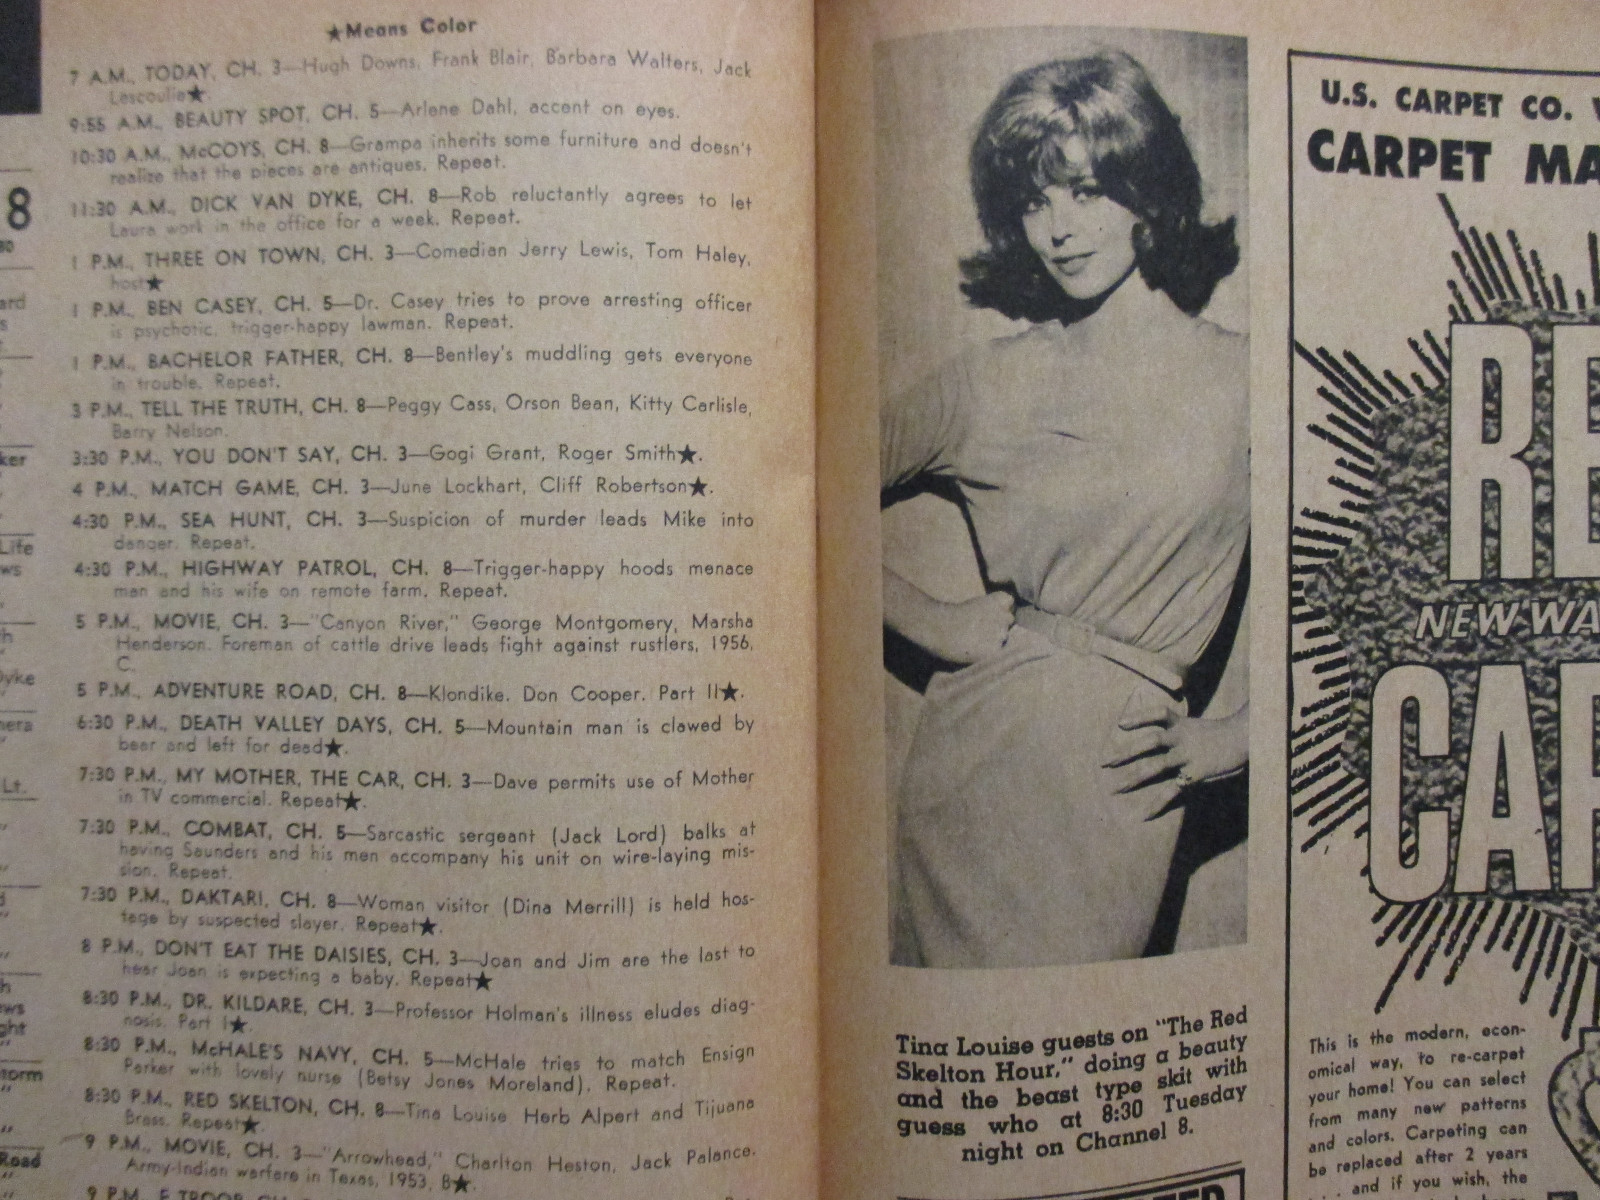 ★Means Color
7 A.M., TODAY, CH. 3—Hugh Downs, Frank Blair, Barbara Walters, Jack
Lescoulie★.
9:55 A.M., BEAUTY SPOT, CH. 5—Arlene Dahl, accent on eyes.
10:30 A.M., McCOYS, CH. 8—Grampa inherits some furniture and doesn't
realize that the pieces are antiques. Repeat.
11:30 A.M., DICK VAN DYKE, CH. 8—Rob reluctantly agrees to let
Laura work in the office for a week. Repeat.
1 P.M., THREE ON TOWN, CH. 3—Comedian Jerry Lewis, Tom Haley,
host★
1 P.M., BEN CASEY, CH. 5—Dr. Casey tries to prove arresting officer
is psychotic, trigger-happy lawman. Repeat.
1 P.M., BACHELOR FATHER, CH. 8—Bentley's muddling gets everyone
in trouble. Repeat.
3 P.M., TELL THE TRUTH, CH. 8—Peggy Cass, Orson Bean, Kitty Carlisle,
Barry Nelson.
3:30 P.M., YOU DON'T SAY, CH. 3—Gogi Grant, Roger Smith★.
4 P.M., MATCH GAME, CH. 3—June Lockhart, Cliff Robertson★.
4:30 P.M., SEA HUNT, CH. 3—Suspicion of murder leads Mike into
danger. Repeat.
4:30 P.M., HIGHWAY PATROL, CH. 8—Trigger-happy hoods menace
man and his wife on remote farm. Repeat.
5 P.M., MOVIE, CH. 3—"Canyon River," George Montgomery, Marsha
Henderson. Foreman of cattle drive leads fight against rustlers, 1956,
C.
5 P.M., ADVENTURE ROAD, CH. 8—Klondike. Don Cooper. Part II★.
6:30 P.M., DEATH VALLEY DAYS, CH. 5—Mountain man is clawed by
bear and left for dead★.
7:30 P.M., MY MOTHER, THE CAR, CH. 3—Dave permits use of Mother
in TV commercial. Repeat★.
7:30 P.M., COMBAT, CH. 5—Sarcastic sergeant (Jack Lord) balks at
having Saunders and his men accompany his unit on wire-laying mis-
sion. Repeat.
7:30 P.M., DAKTARI, CH. 8—Woman visitor (Dina Merrill) is held hos-
tage by suspected slayer. Repeat★.
8 P.M., DON'T EAT THE DAISIES, CH. 3—Joan and Jim are the last to
hear Joan is expecting a baby. Repeat★
8:30 P.M., DR. KILDARE, CH. 3—Professor Holman's illness eludes diag-
nosis. Part I★.
8:30 P.M., McHALE'S NAVY, CH. 5—McHale tries to match Ensign
Parker with lovely nurse (Betsy Jones Moreland). Repeat.
8:30 P.M., RED SKELTON, CH. 8—Tina Louise Herb Alpert and Tijuana
Brass. Repeat★.
9 P.M., MOVIE, CH. 3—"Arrowhead," Charlton Heston, Jack Palance.
Army-Indian warfare in Texas, 1953, B★.
9 P.M., F TROOP, CH.
8
Life
Lt.
Road
Tina Louise guests on "The Red
Skelton Hour," doing a beauty
and the beast type skit with
guess who at 8:30 Tuesday
night on Channel 8.
U.S. CARPET CO.
CARPET MA
RE
NEW WA
CAR
This is the modern, econ-
omical way, to re-carpet
your home! You can select
from many new patterns
and colors. Carpeting can
be replaced after 2 years
and if you wish, the